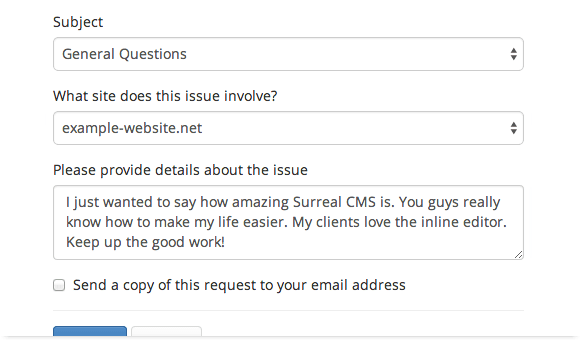 Subject
General Questions
What site does this issue involve?
example-website.net
Please provide details about the issue
I just wanted to say how amazing Surreal CMS is. You guys really
know how to make my life easier. My clients love the inline editor.
Keep up the good work!
Send a copy of this request to your email address